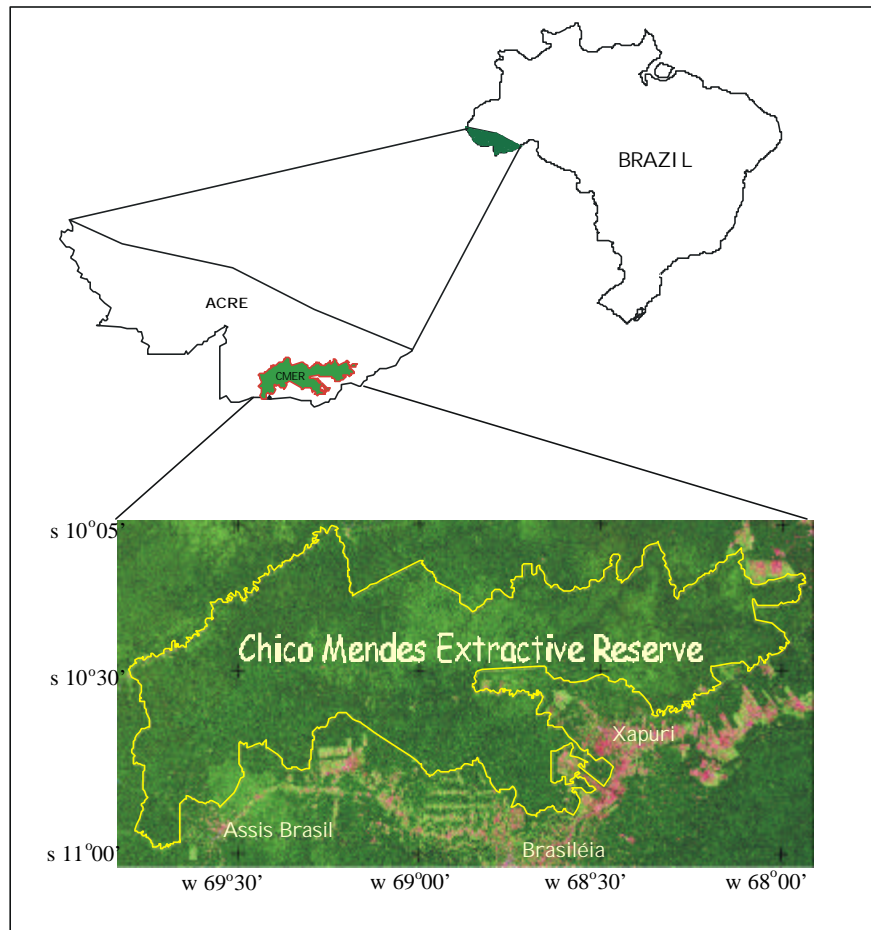 BRAZIL
ACRE
CMER
s 10°05'
Chico Mendes Extractive Reserve
s 10°30'
Xapuri
Assis Brasil
Brasiléia
s 11°00'
w 69°30'
w 69°00'
w 68°30'
w 68°00'